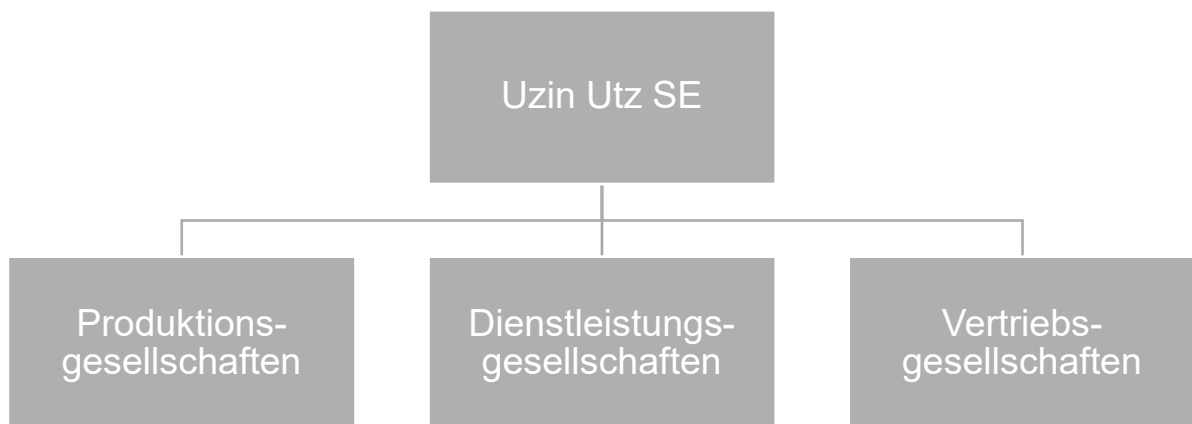 Uzin Utz SE
Produktions-
gesellschaften
Dienstleistungs-
gesellschaften
Vertriebs-
gesellschaften